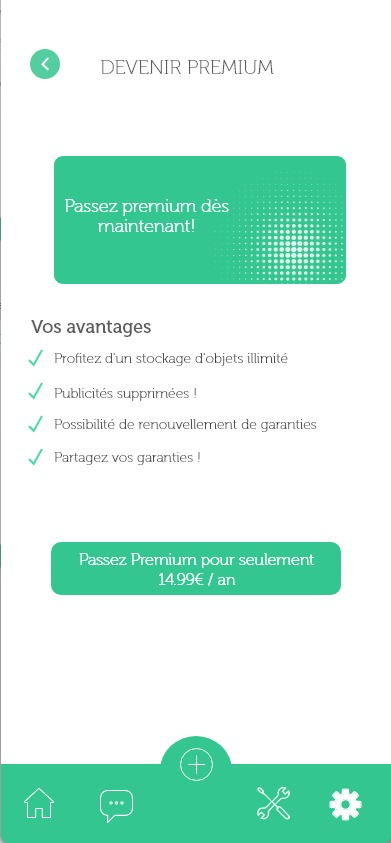 DEVENIR PREMIUM
Passez premium dès
maintenant!
Vos avantages
Profitez d'un stockage d'objets illimité
Publicités supprimées !
Possibilité de renouvellement de garanties
Partagez vos garanties !
Passez Premium pour seulement
14.99€ / an